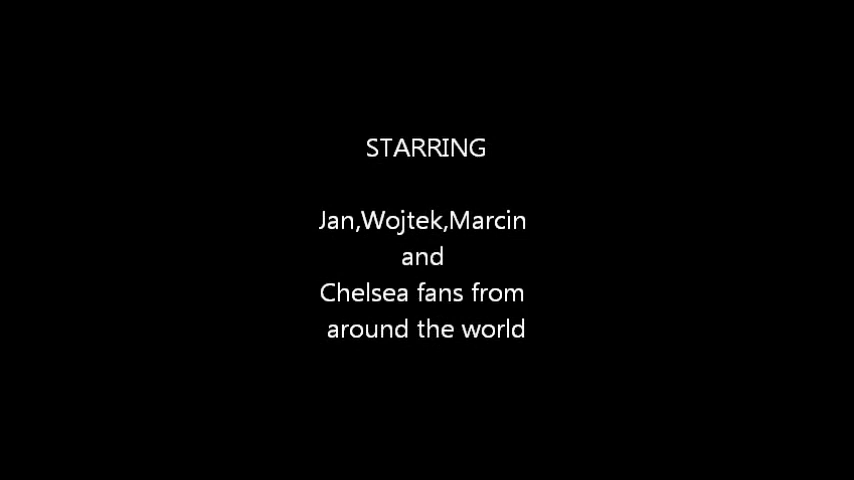 STARRING
Jan,Wojtek,Marcin
and
Chelsea fans from
around the world